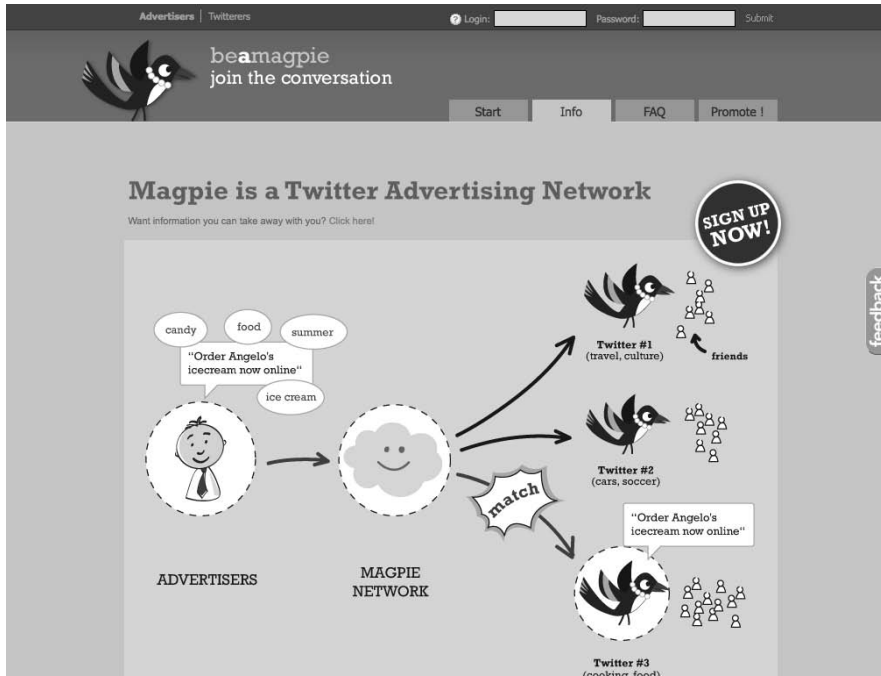 Advertisers | Twitterers
? Login:
Password:
Submit
beamagpie
join the conversation
Start
Info
FAQ
Promote !
Magpie is a Twitter Advertising Network
Want information you can take away with you? Click here!
SIGN UP
NOW!
feedback
candy
food
summer
"Order Angelo's
icecream now online"
ice cream
Twitter #1
(travel, culture)
friends
Twitter #2
(cars, soccer)
match
"Order Angelo's
icecream now online"
ADVERTISERS
MAGPIE
NETWORK
Twitter #3
(cooking, food)